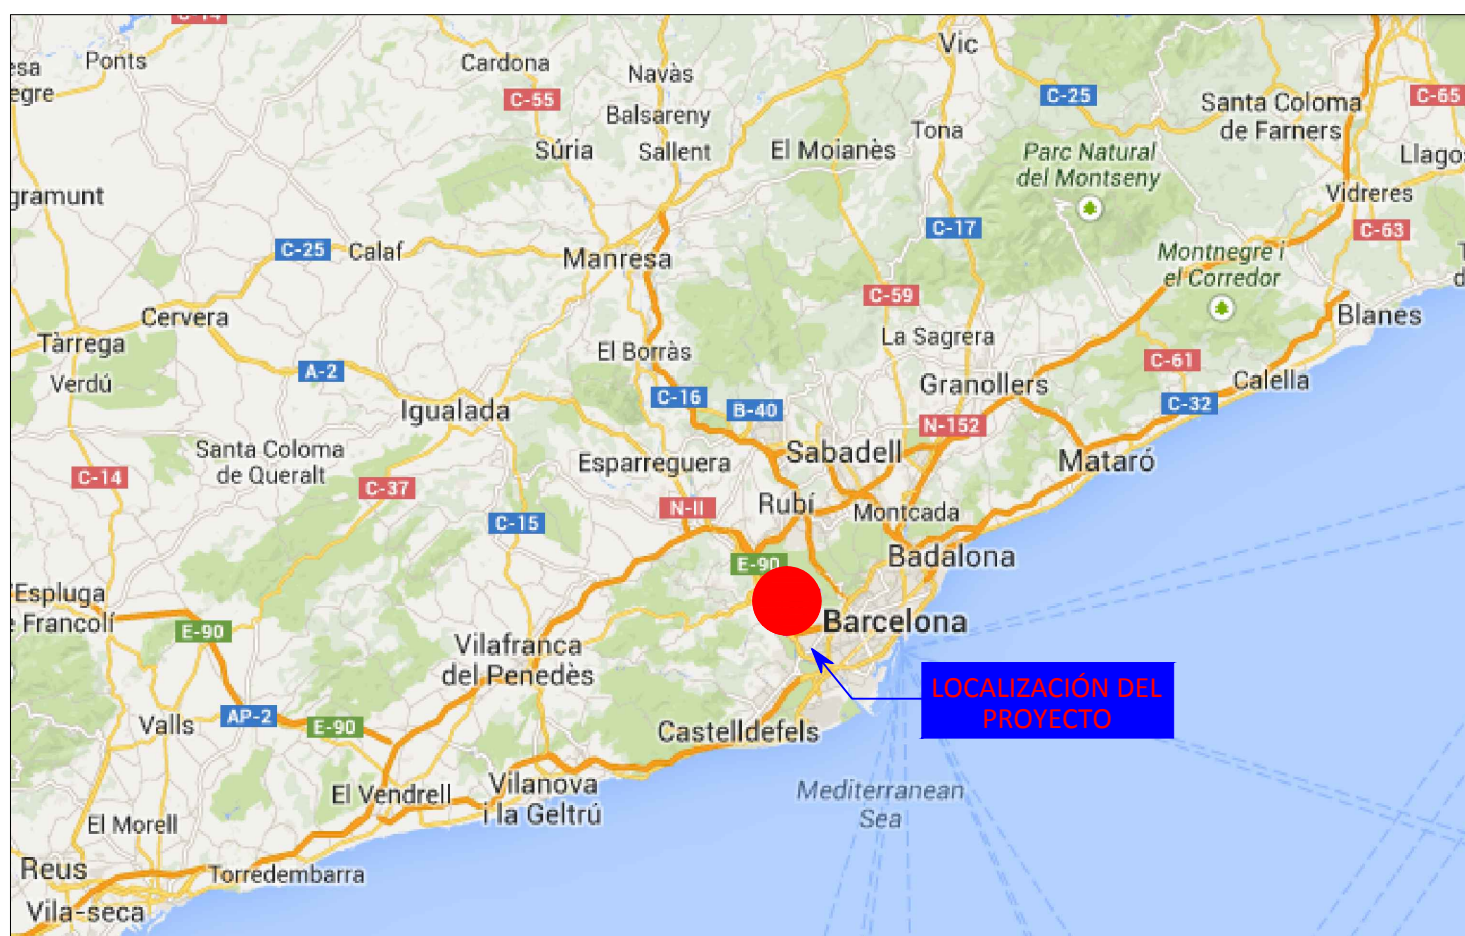 C-14
Ponts
esa
egre
Cardona
C-55
Navàs
Balsareny
Súria
Sallent
El Moianès
Vic
Tona
C-25
Santa Coloma
de Farners
C-65
Llago
Parc Natural
del Montseny
Vidreres
C-63
gramunt
C-25
Calaf
Manresa
C-17
Montnegre i
el Corredor
T
d
C-59
Blanes
Cervera
Tàrrega
Verdú
A-2
El Borràs
La Sagrera
C-61
Calella
C-32
Granollers
C-16
B-40
N-152
Igualada
Santa Coloma
de Queralt
C-14
C-37
Esparreguera
Sabadell
Mataró
N-II
Rubí
Montcada
C-15
E-90
Badalona
'Espluga
e Francolí
E-90
Barcelona
Vilafranca
del Penedès
LOCALIZACIÓN DEL
PROYECTO
Valls
AP-2
E-90
Castelldefels
El Vendrell
Vilanova
i la Geltrú
Mediterranean
Sea
El Morell
Reus
Torredembarra
Vila-seca